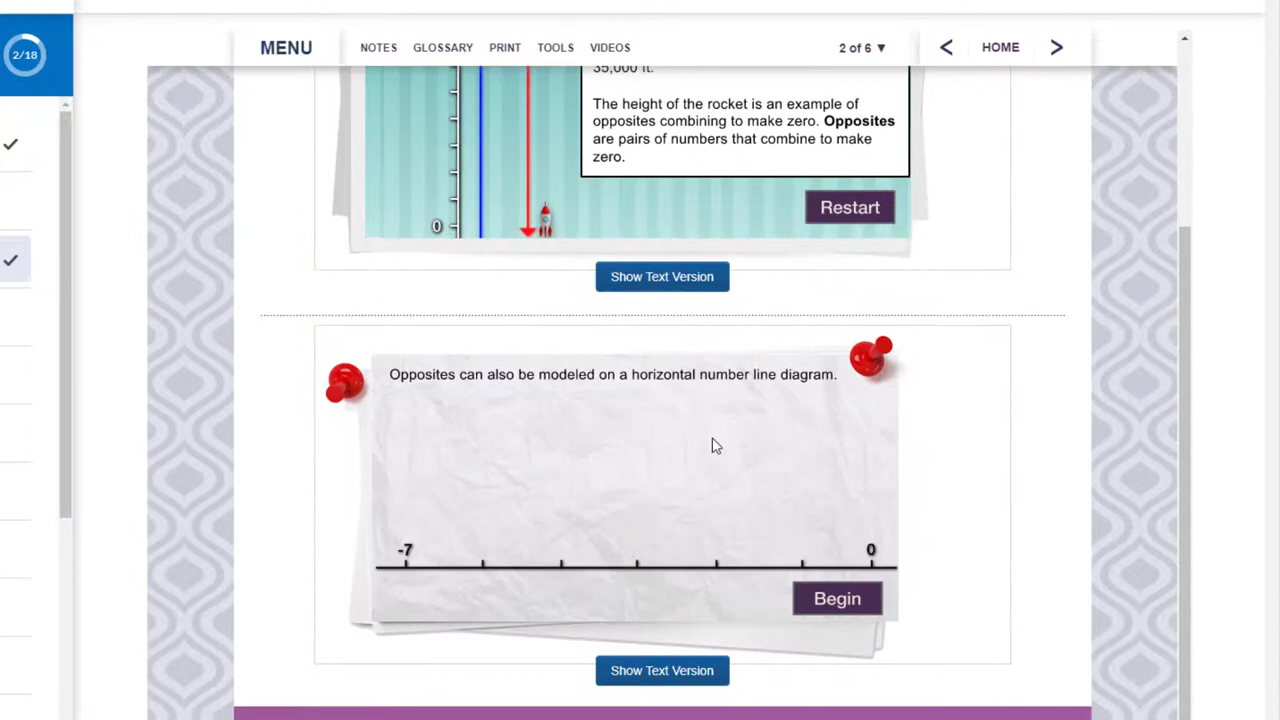 2/18
MENU NOTES GLOSSARY PRINT TOOLS VIDEOS 2 of 6 ▼ < HOME >
35,000 ft.
The height of the rocket is an example of
opposites combining to make zero. Opposites
are pairs of numbers that combine to make
zero.
Restart
0
Show Text Version
Opposites can also be modeled on a horizontal number line diagram.
-7 0
Begin
Show Text Version